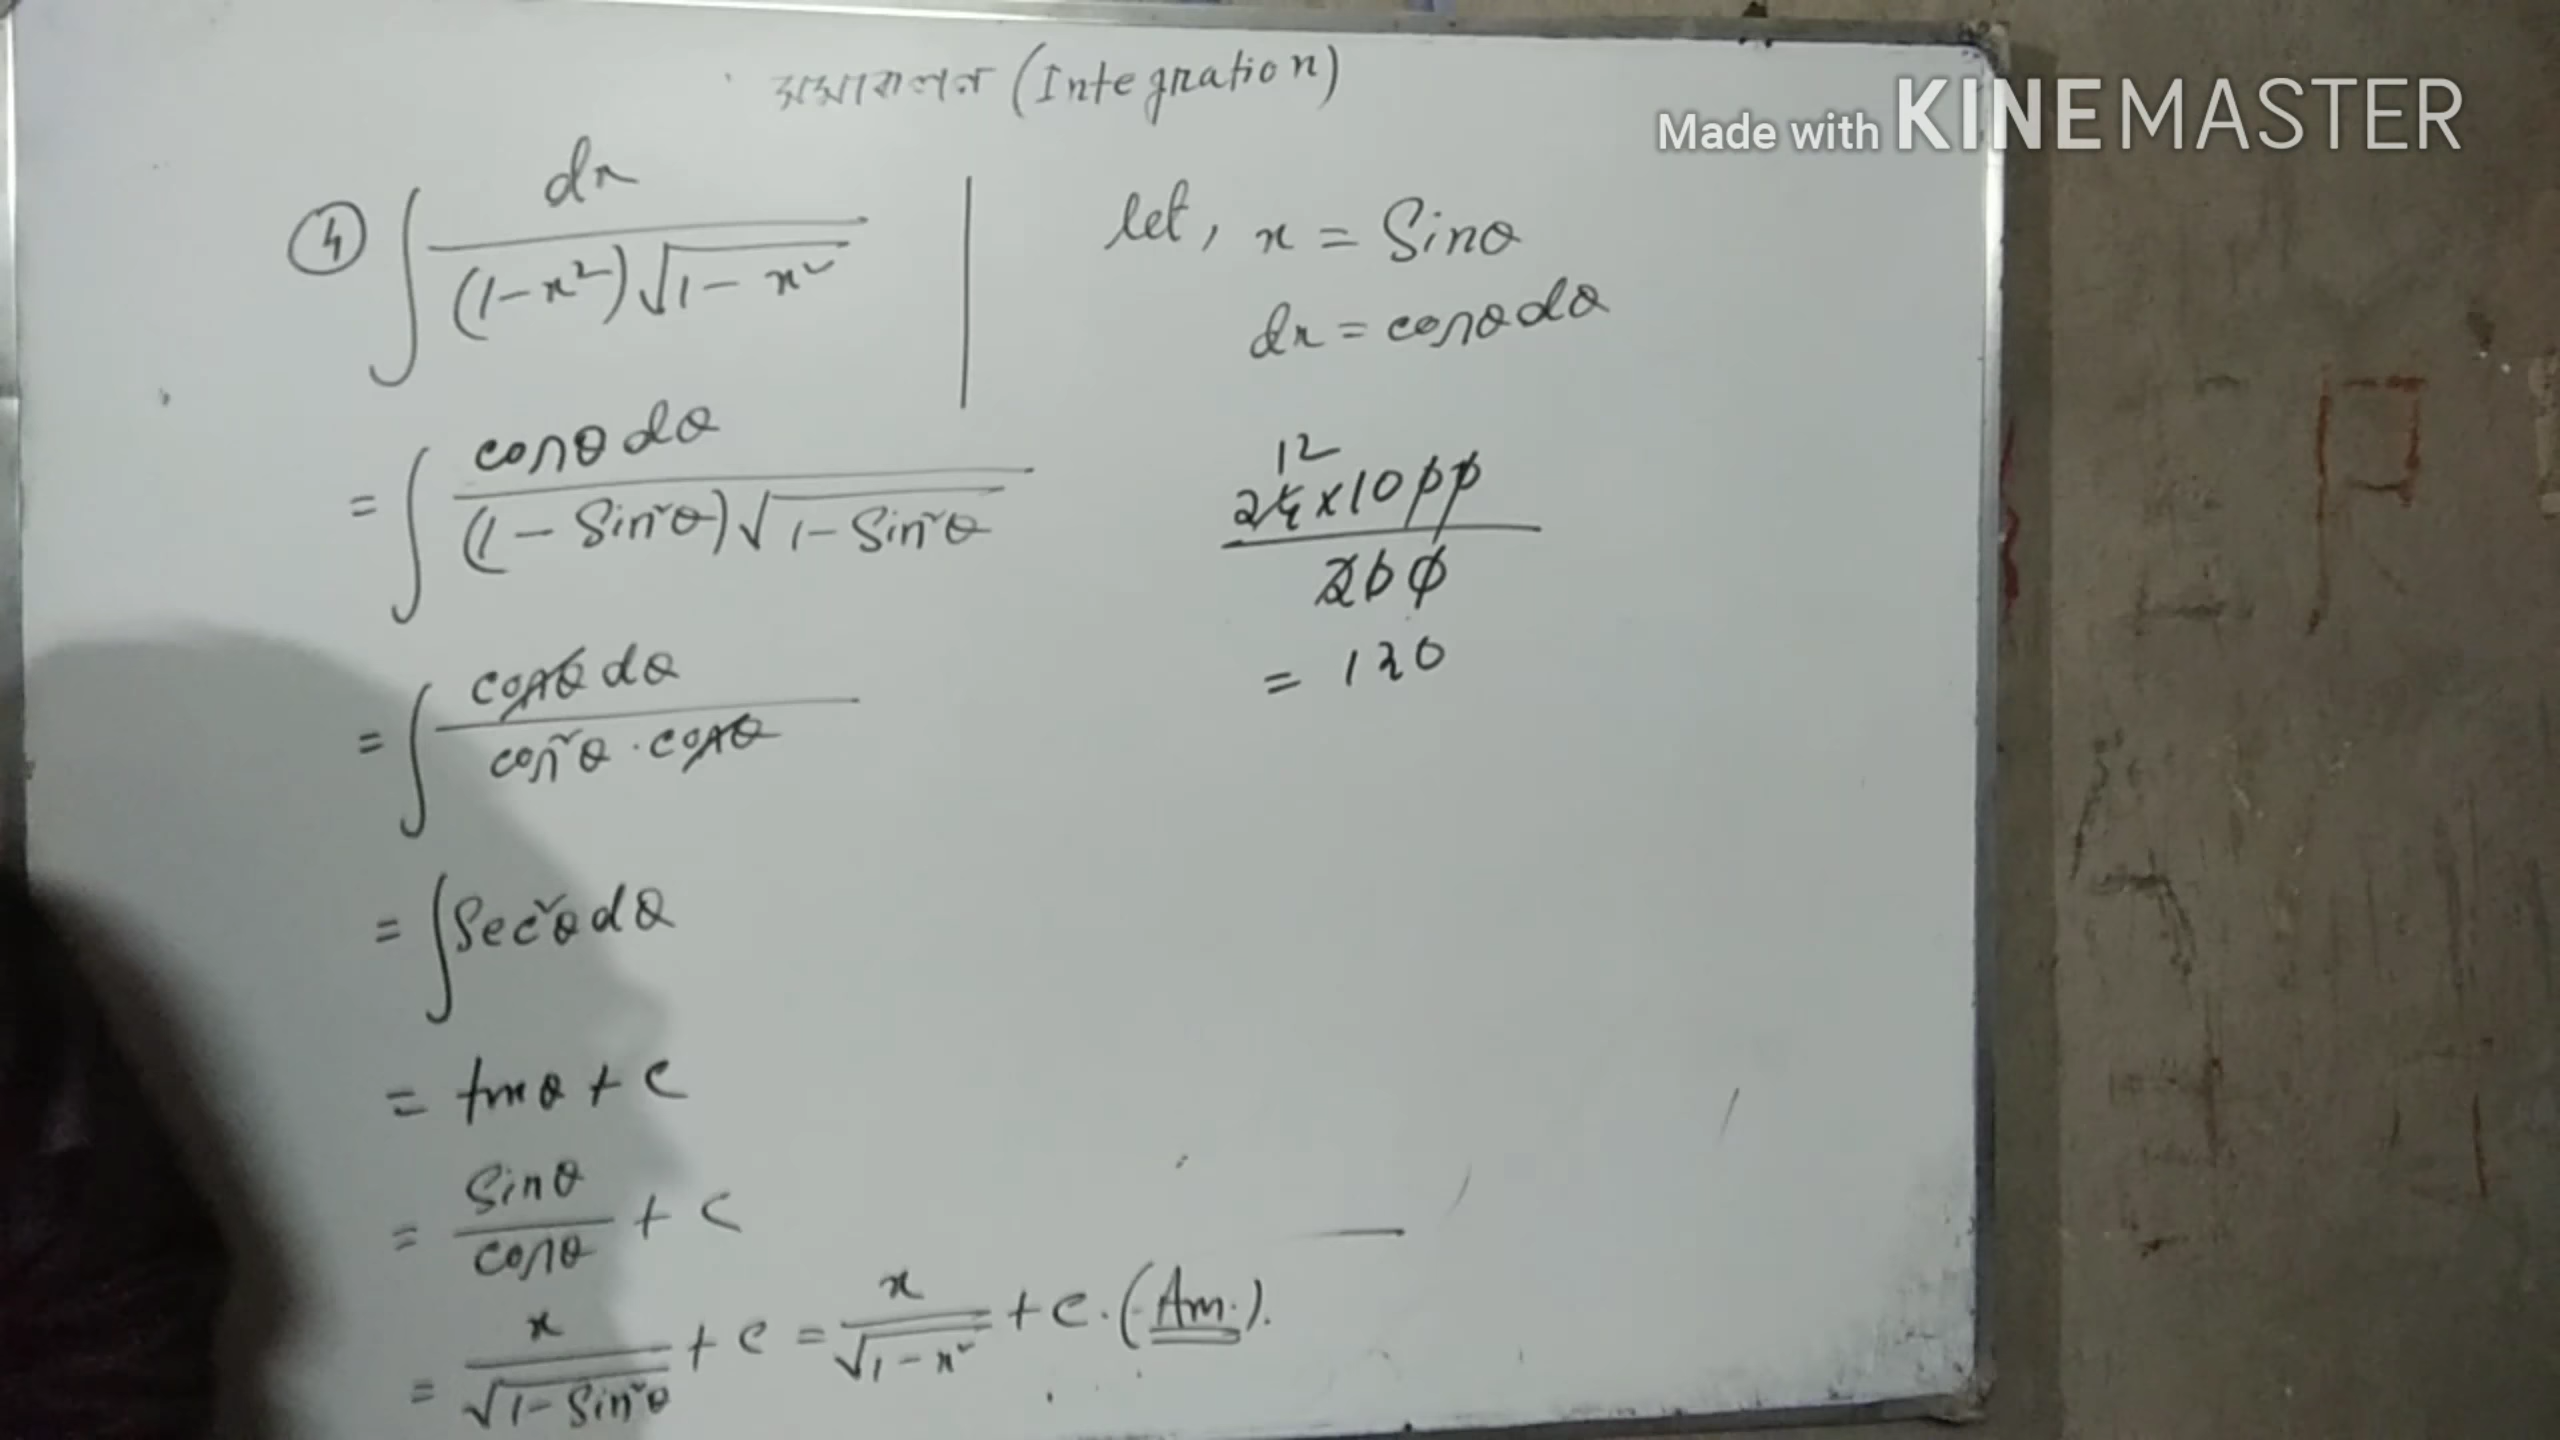 সমাকলন (Integration)
Made with KINEMASTER
④ ∫ dx / (1-x²)√1-x²
let, x = Sinθ
dx = cosθ dθ
= ∫ cosθ dθ / (1 - Sin²θ)√1-Sin²θ
12
24×1000 / 200
= 120
= ∫ cosθ dθ / cos²θ · cosθ
= ∫ Sec²θ dθ
= tanθ + c
= Sinθ / cosθ + c
= x / √1-Sin²θ + c = x / √1-x² + c. (Ans.).